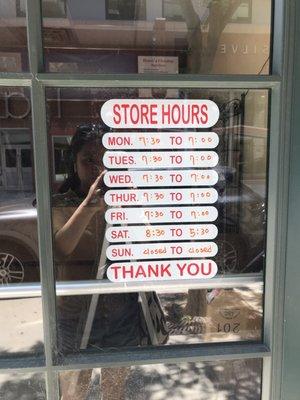 SILVE
STORE HOURS
MON. 7:30 TO 7:00
TUES. 7:30 TO 7:00
WED. 7:30 TO 7:00
THUR. 7:30 TO 7:00
FRI. 7:30 TO 7:00
SAT. 8:30 TO 5:30
SUN. closed TO closed
THANK YOU
201